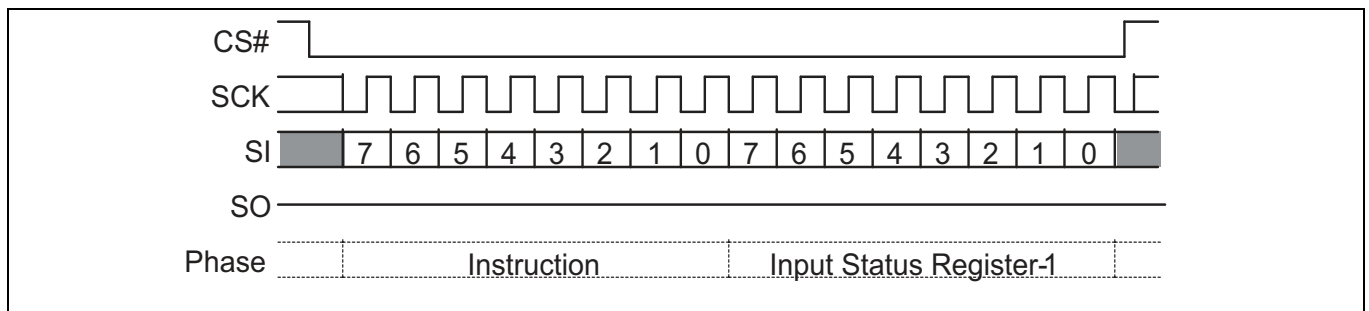 CS#
SCK
SI 7 6 5 4 3 2 1 0 7 6 5 4 3 2 1 0
SO
Phase Instruction Input Status Register-1